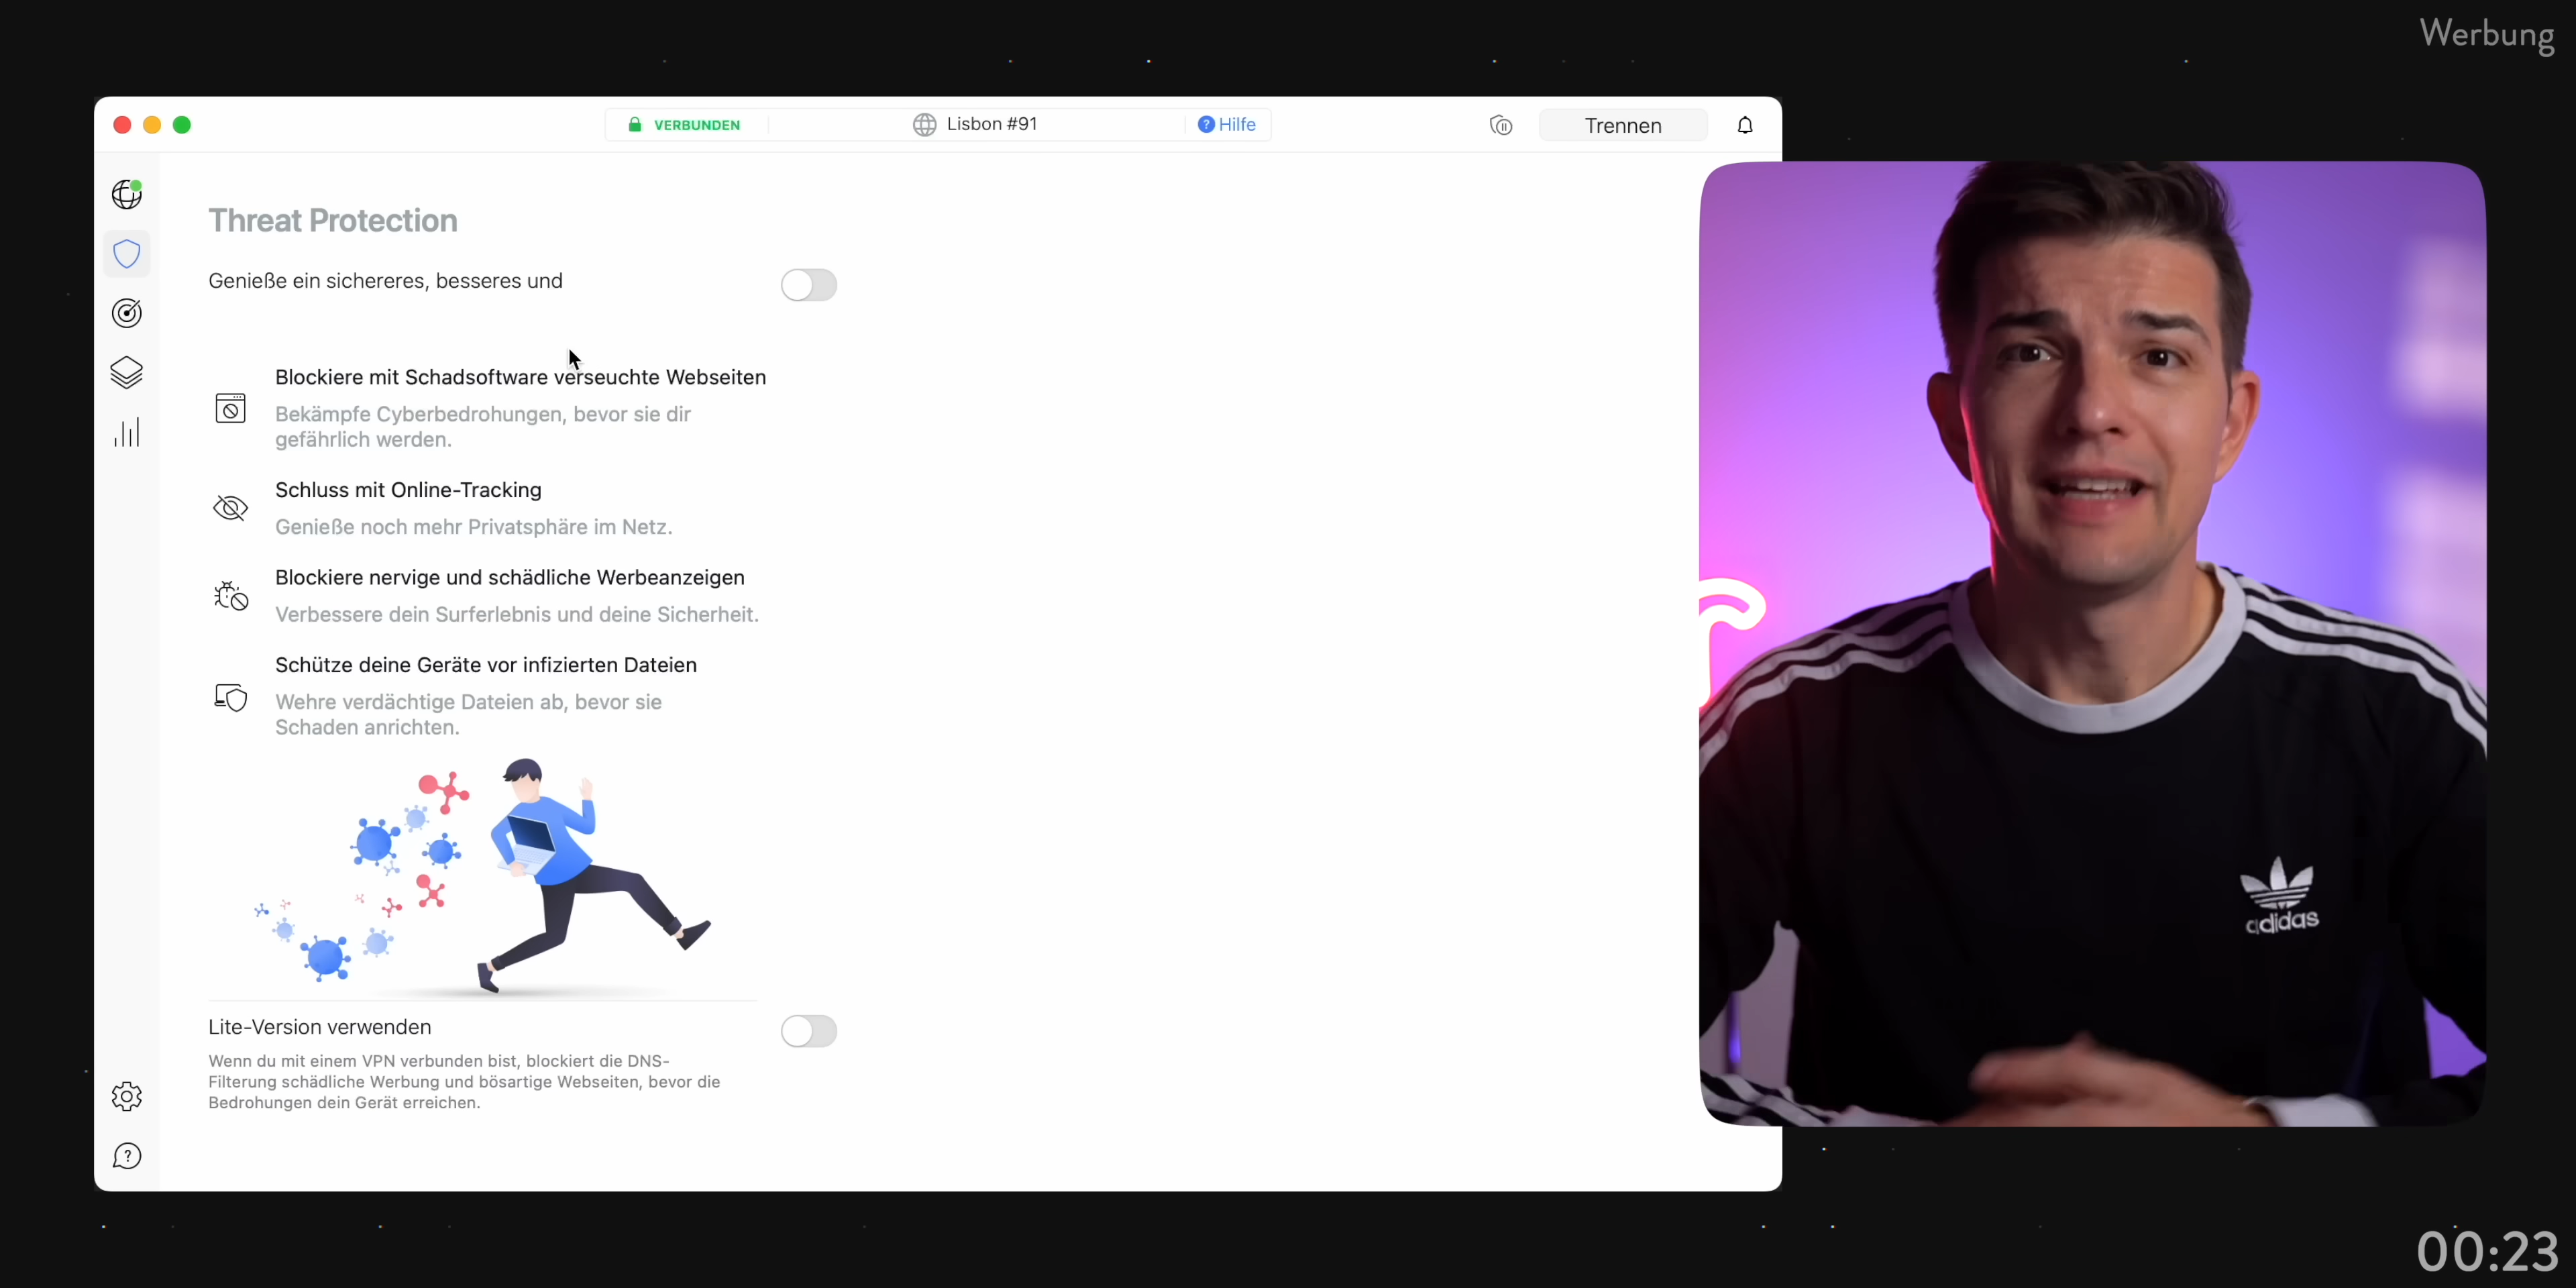 Werbung
VERBUNDEN
Lisbon #91
? Hilfe
Trennen
Threat Protection
Genieße ein sichereres, besseres und
Blockiere mit Schadsoftware verseuchte Webseiten
Bekämpfe Cyberbedrohungen, bevor sie dir
gefährlich werden.
Schluss mit Online-Tracking
Genieße noch mehr Privatsphäre im Netz.
Blockiere nervige und schädliche Werbeanzeigen
Verbessere dein Surferlebnis und deine Sicherheit.
Schütze deine Geräte vor infizierten Dateien
Wehre verdächtige Dateien ab, bevor sie
Schaden anrichten.
Lite-Version verwenden
Wenn du mit einem VPN verbunden bist, blockiert die DNS-
Filterung schädliche Werbung und bösartige Webseiten, bevor die
Bedrohungen dein Gerät erreichen.
r
adidas
00:23